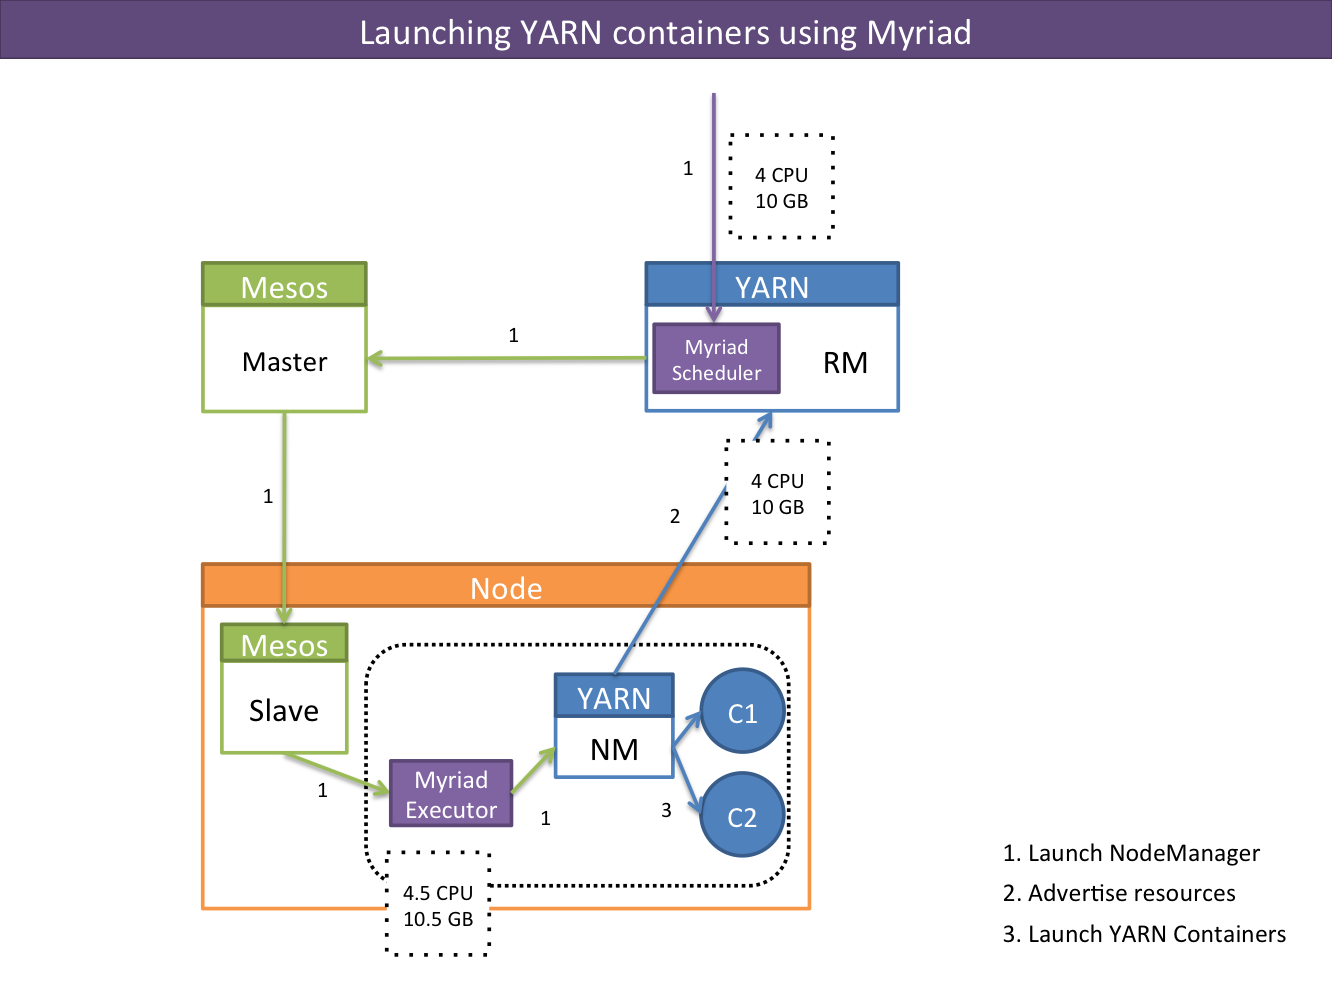 Launching YARN containers using Myriad
1
4 CPU
10 GB
Mesos
Master
1
YARN
Myriad
Scheduler
RM
1
2
4 CPU
10 GB
Node
Mesos
Slave
1
Myriad
Executor
1
YARN
NM
3
C1
C2
4.5 CPU
10.5 GB
1. Launch NodeManager
2. Advertise resources
3. Launch YARN Containers